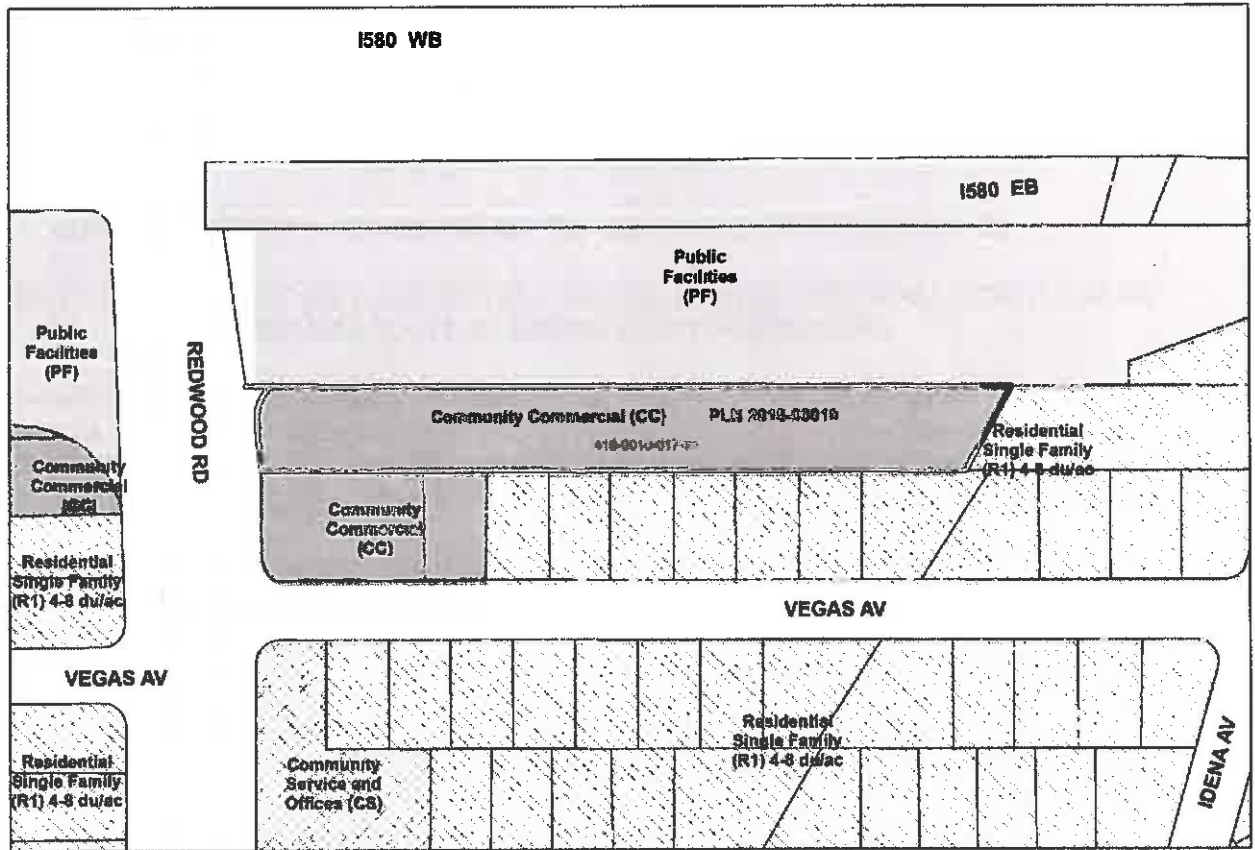 I580 WB
I580 EB
Public
Facilities
(PF)
Public
Facilities
(PF)
REDWOOD RD
Community Commercial (CC)
Residential
Single Family
(R1) 4-8 du/ac
Community
Commercial
Community
Commercial
(CC)
Residential
Single Family
(R1) 4-8 du/ac
VEGAS AV
VEGAS AV
Residential
Single Family
(R1) 4-8 du/ac
Residential
Single Family
(R1) 4-8 du/ac
Community
Service and
Offices (CS)
IDENA AV